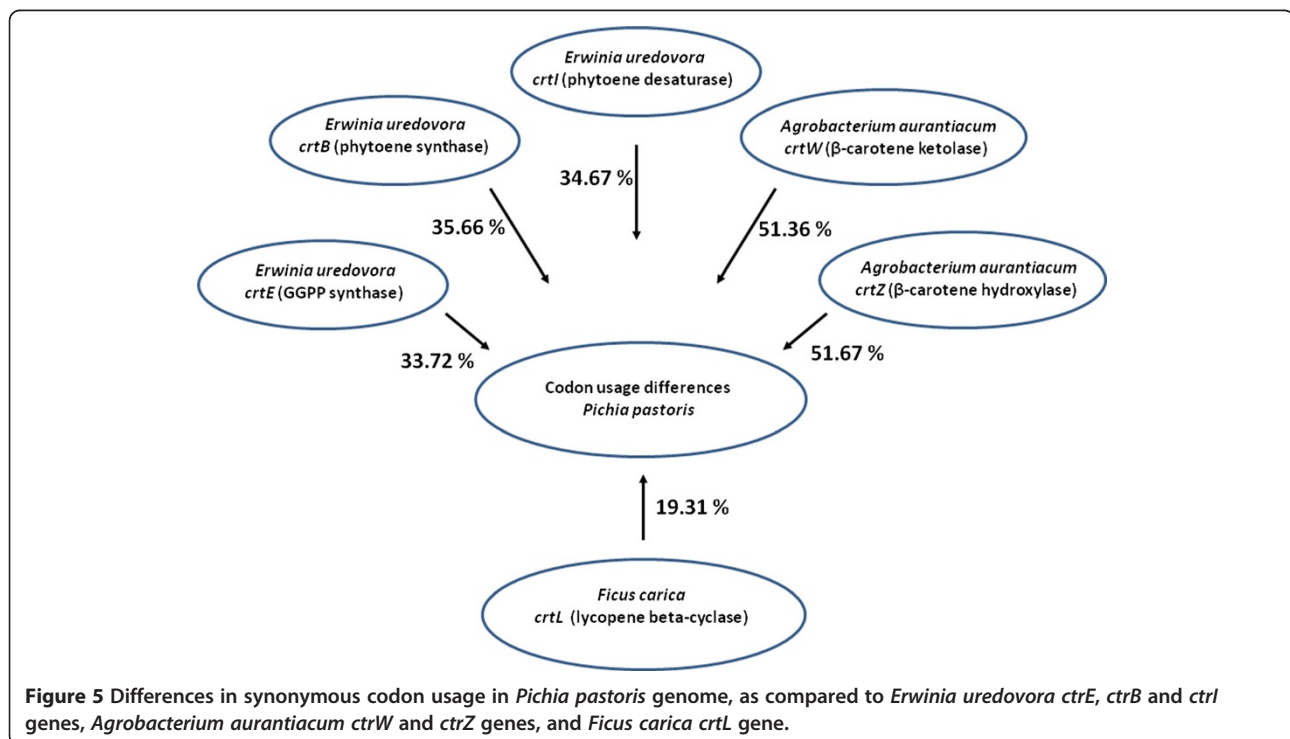 Erwinia uredovora
crtI (phytoene desaturase)
Erwinia uredovora
crtB (phytoene synthase)
Agrobacterium aurantiacum
crtW (β-carotene ketolase)
34.67 %
35.66 %
51.36 %
Erwinia uredovora
crtE (GGPP synthase)
Agrobacterium aurantiacum
crtZ (β-carotene hydroxylase)
33.72 %
51.67 %
Codon usage differences
Pichia pastoris
19.31 %
Ficus carica
crtL (lycopene beta-cyclase)
Figure 5 Differences in synonymous codon usage in Pichia pastoris genome, as compared to Erwinia uredovora ctrE, ctrB and ctrI
genes, Agrobacterium aurantiacum ctrW and ctrZ genes, and Ficus carica crtL gene.